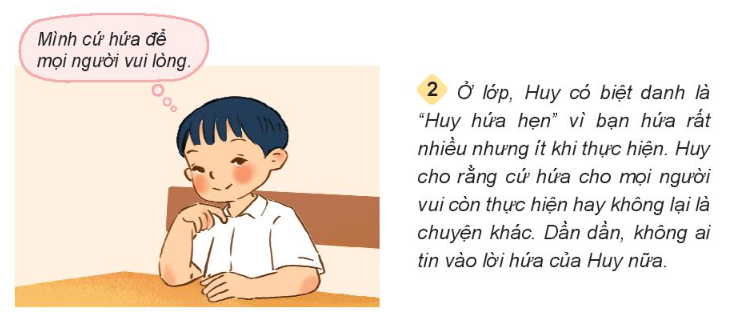 Mình cứ hứa để
mọi người vui lòng.
2 Ở lớp, Huy có biệt danh là
“Huy hứa hẹn” vì bạn hứa rất
nhiều nhưng ít khi thực hiện. Huy
cho rằng cứ hứa cho mọi người
vui còn thực hiện hay không lại là
chuyện khác. Dần dần, không ai
tin vào lời hứa của Huy nữa.